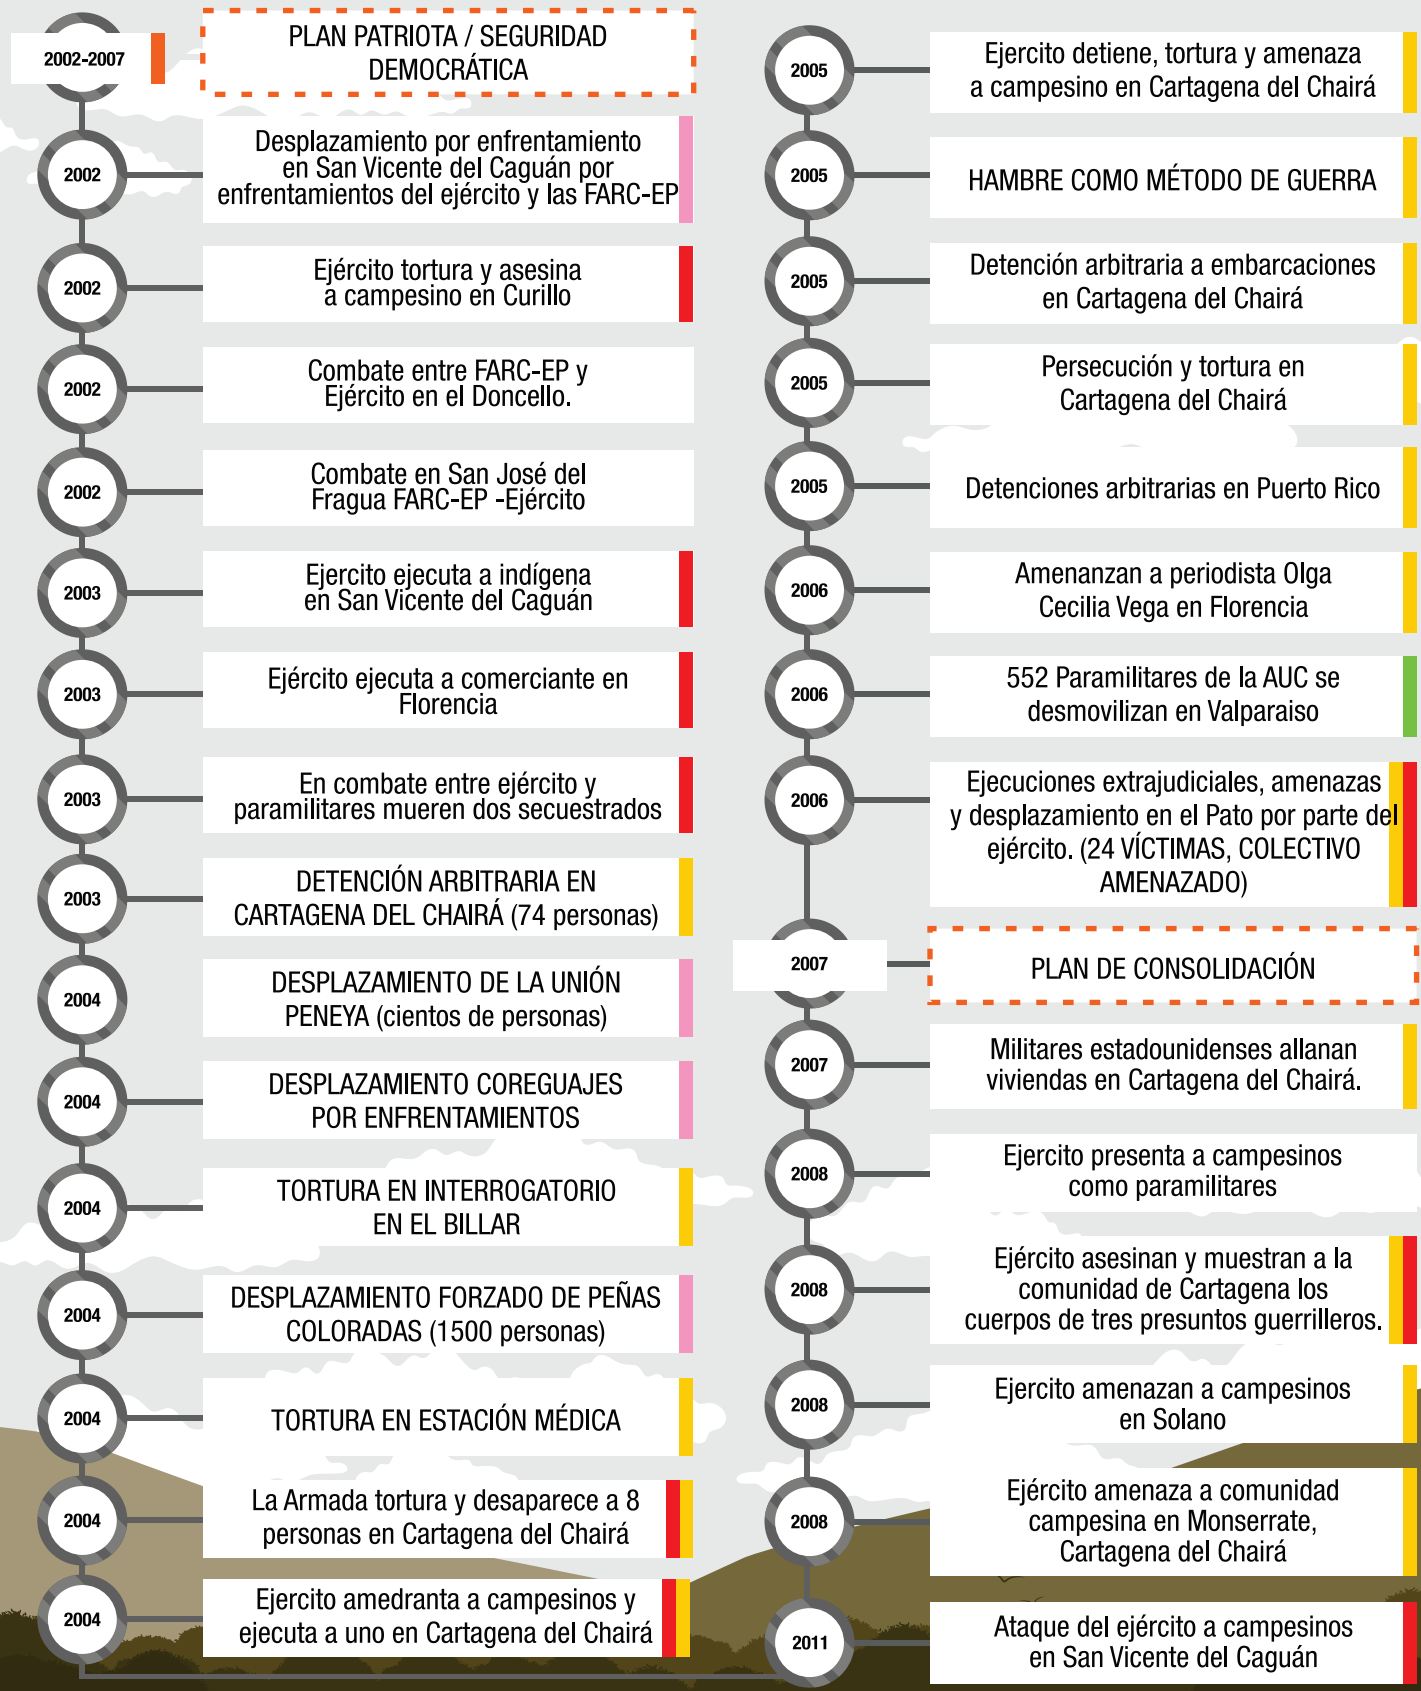 2002-2007
PLAN PATRIOTA / SEGURIDAD
DEMOCRÁTICA
2002
Desplazamiento por enfrentamiento
en San Vicente del Caguán por
enfrentamientos del ejército y las FARC-EP
2002
Ejército tortura y asesina
a campesino en Curillo
2002
Combate entre FARC-EP y
Ejército en el Doncello.
2002
Combate en San José del
Fragua FARC-EP -Ejército
2003
Ejercito ejecuta a indígena
en San Vicente del Caguán
2003
Ejército ejecuta a comerciante en
Florencia
2003
En combate entre ejército y
paramilitares mueren dos secuestrados
2003
DETENCIÓN ARBITRARIA EN
CARTAGENA DEL CHAIRÁ (74 personas)
2004
DESPLAZAMIENTO DE LA UNIÓN
PENEYA (cientos de personas)
2004
DESPLAZAMIENTO COREGUAJES
POR ENFRENTAMIENTOS
2004
TORTURA EN INTERROGATORIO
EN EL BILLAR
2004
DESPLAZAMIENTO FORZADO DE PEÑAS
COLORADAS (1500 personas)
2004
TORTURA EN ESTACIÓN MÉDICA
2004
La Armada tortura y desaparece a 8
personas en Cartagena del Chairá
2004
Ejercito amedranta a campesinos y
ejecuta a uno en Cartagena del Chairá
2005
Ejercito detiene, tortura y amenaza
a campesino en Cartagena del Chairá
2005
HAMBRE COMO MÉTODO DE GUERRA
2005
Detención arbitraria a embarcaciones
en Cartagena del Chairá
2005
Persecución y tortura en
Cartagena del Chairá
2005
Detenciones arbitrarias en Puerto Rico
2006
Amenanzan a periodista Olga
Cecilia Vega en Florencia
2006
552 Paramilitares de la AUC se
desmovilizan en Valparaiso
2006
Ejecuciones extrajudiciales, amenazas
y desplazamiento en el Pato por parte del
ejército. (24 VÍCTIMAS, COLECTIVO
AMENAZADO)
2007
PLAN DE CONSOLIDACIÓN
2007
Militares estadounidenses allanan
viviendas en Cartagena del Chairá.
2008
Ejercito presenta a campesinos
como paramilitares
2008
Ejército asesinan y muestran a la
comunidad de Cartagena los
cuerpos de tres presuntos guerrilleros.
2008
Ejercito amenazan a campesinos
en Solano
2008
Ejército amenaza a comunidad
campesina en Monserrate,
Cartagena del Chairá
2011
Ataque del ejército a campesinos
en San Vicente del Caguán